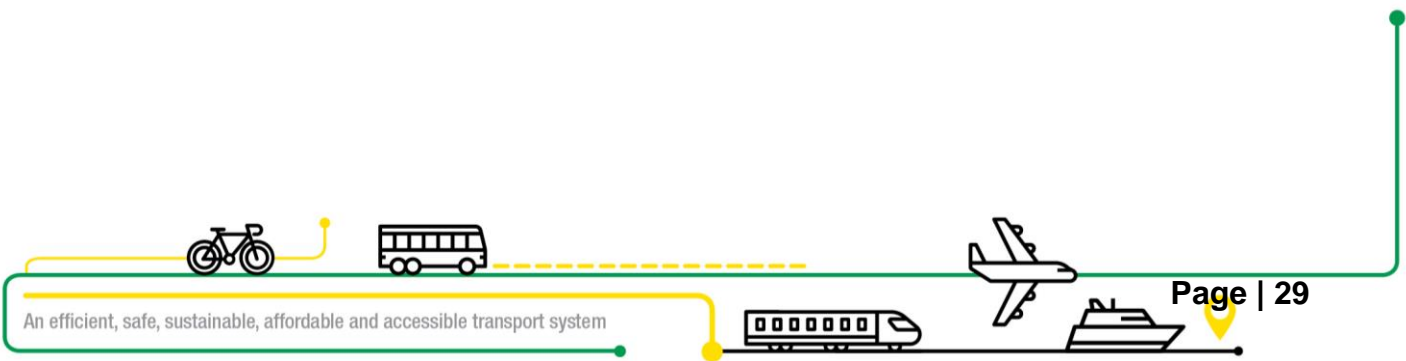 Page | 29
An efficient, safe, sustainable, affordable and accessible transport system